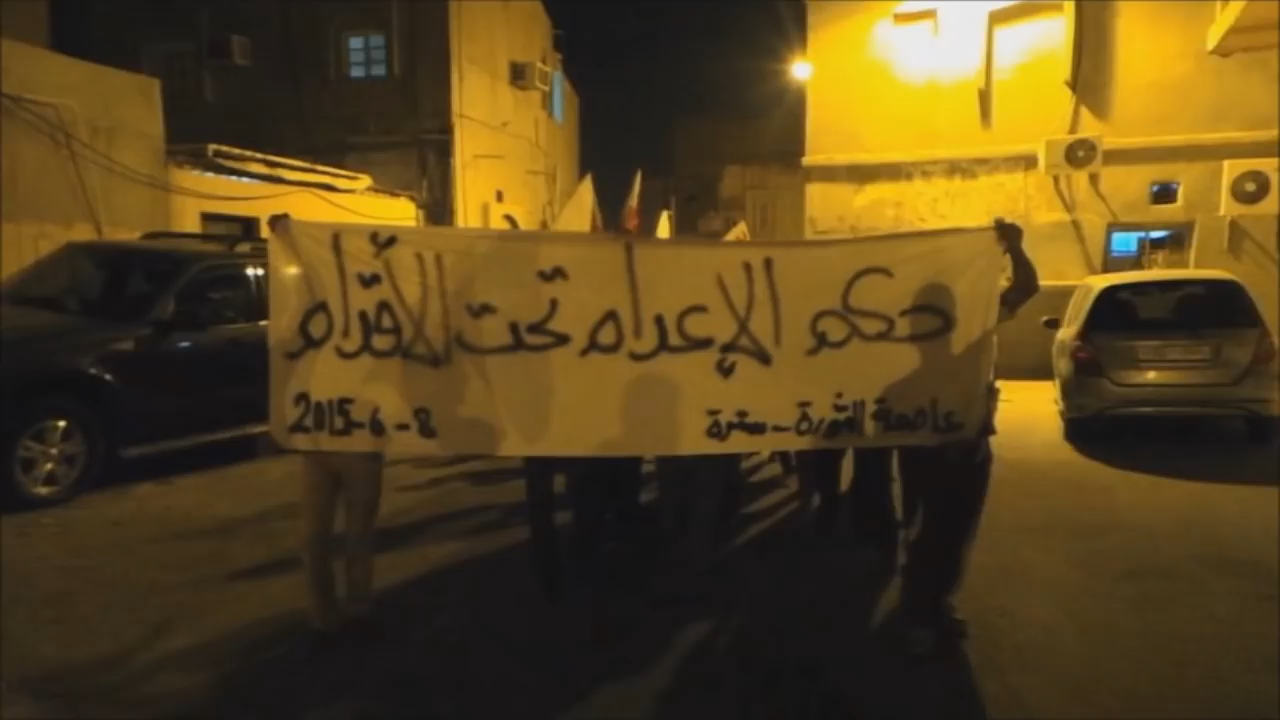 حكم الإعدام تحت الأقدام
عاصمة الثورة - سترة
2015-6-8